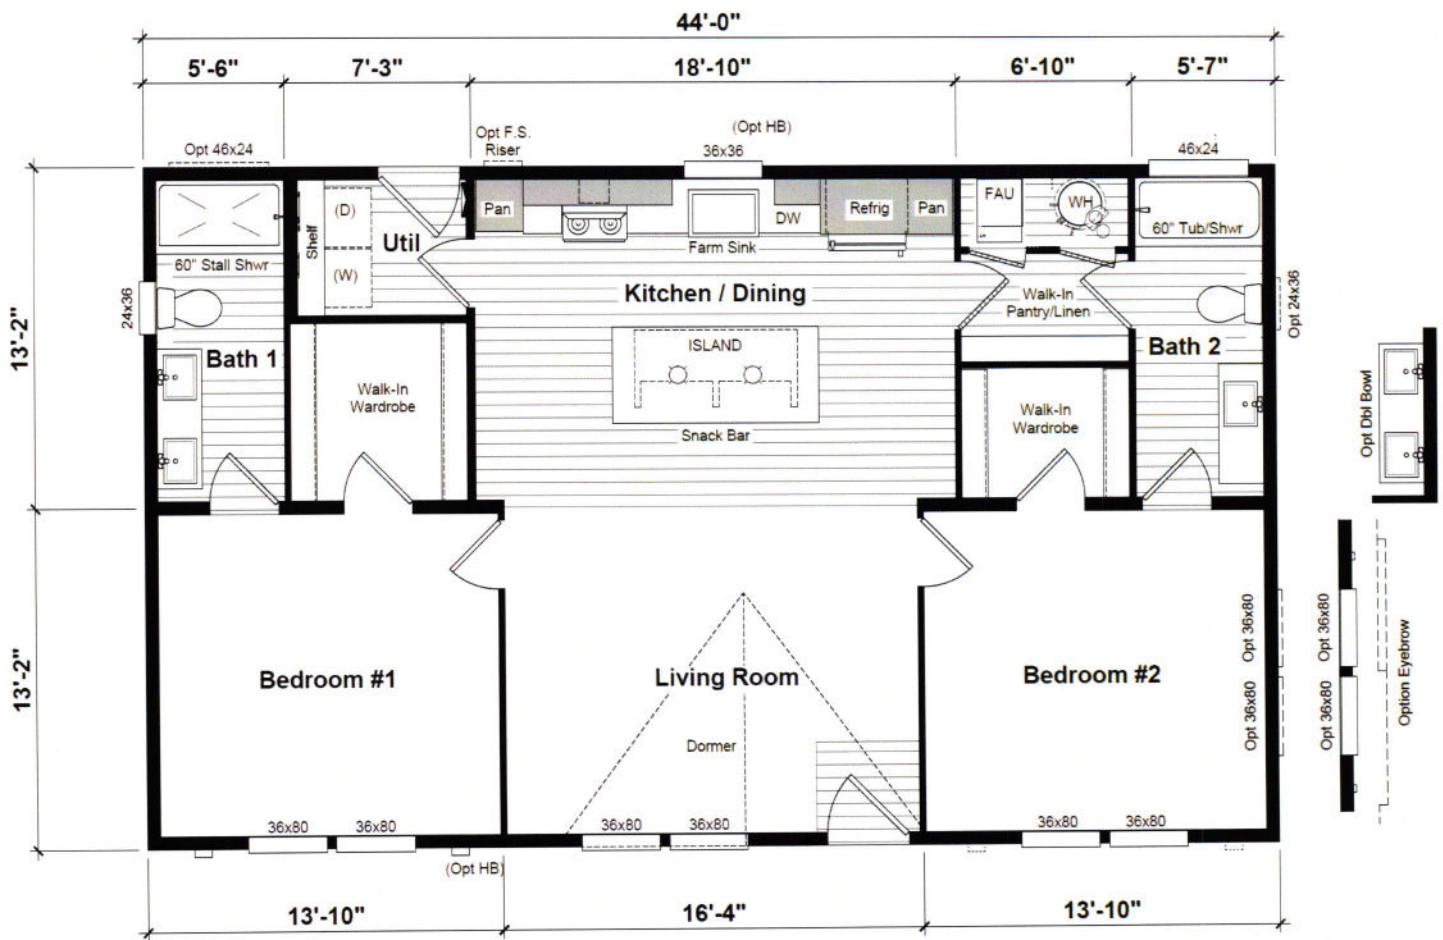 44'-0"
5'-6"
7'-3"
18'-10"
6'-10"
5'-7"
Opt 46x24
Opt F.S.
Riser
(Opt HB)
36x36
46x24
Pan
Refrig
Pan
DW
Farm Sink
FAU
WH
60" Tub/Shwr
Shelf
(D)
(W)
Util
60" Stall Shwr
24x36
Bath 1
Kitchen / Dining
Walk-In
Pantry/Linen
Opt 24x36
Bath 2
ISLAND
Snack Bar
Walk-In
Wardrobe
Walk-In
Wardrobe
Opt Dbl Bowl
13'-2"
13'-2"
Bedroom #1
Living Room
Bedroom #2
Dormer
Opt 36x80
Opt 36x80
Opt 36x80
Opt 36x80
Option Eyebrow
36x80
36x80
36x80
36x80
36x80
36x80
(Opt HB)
13'-10"
16'-4"
13'-10"